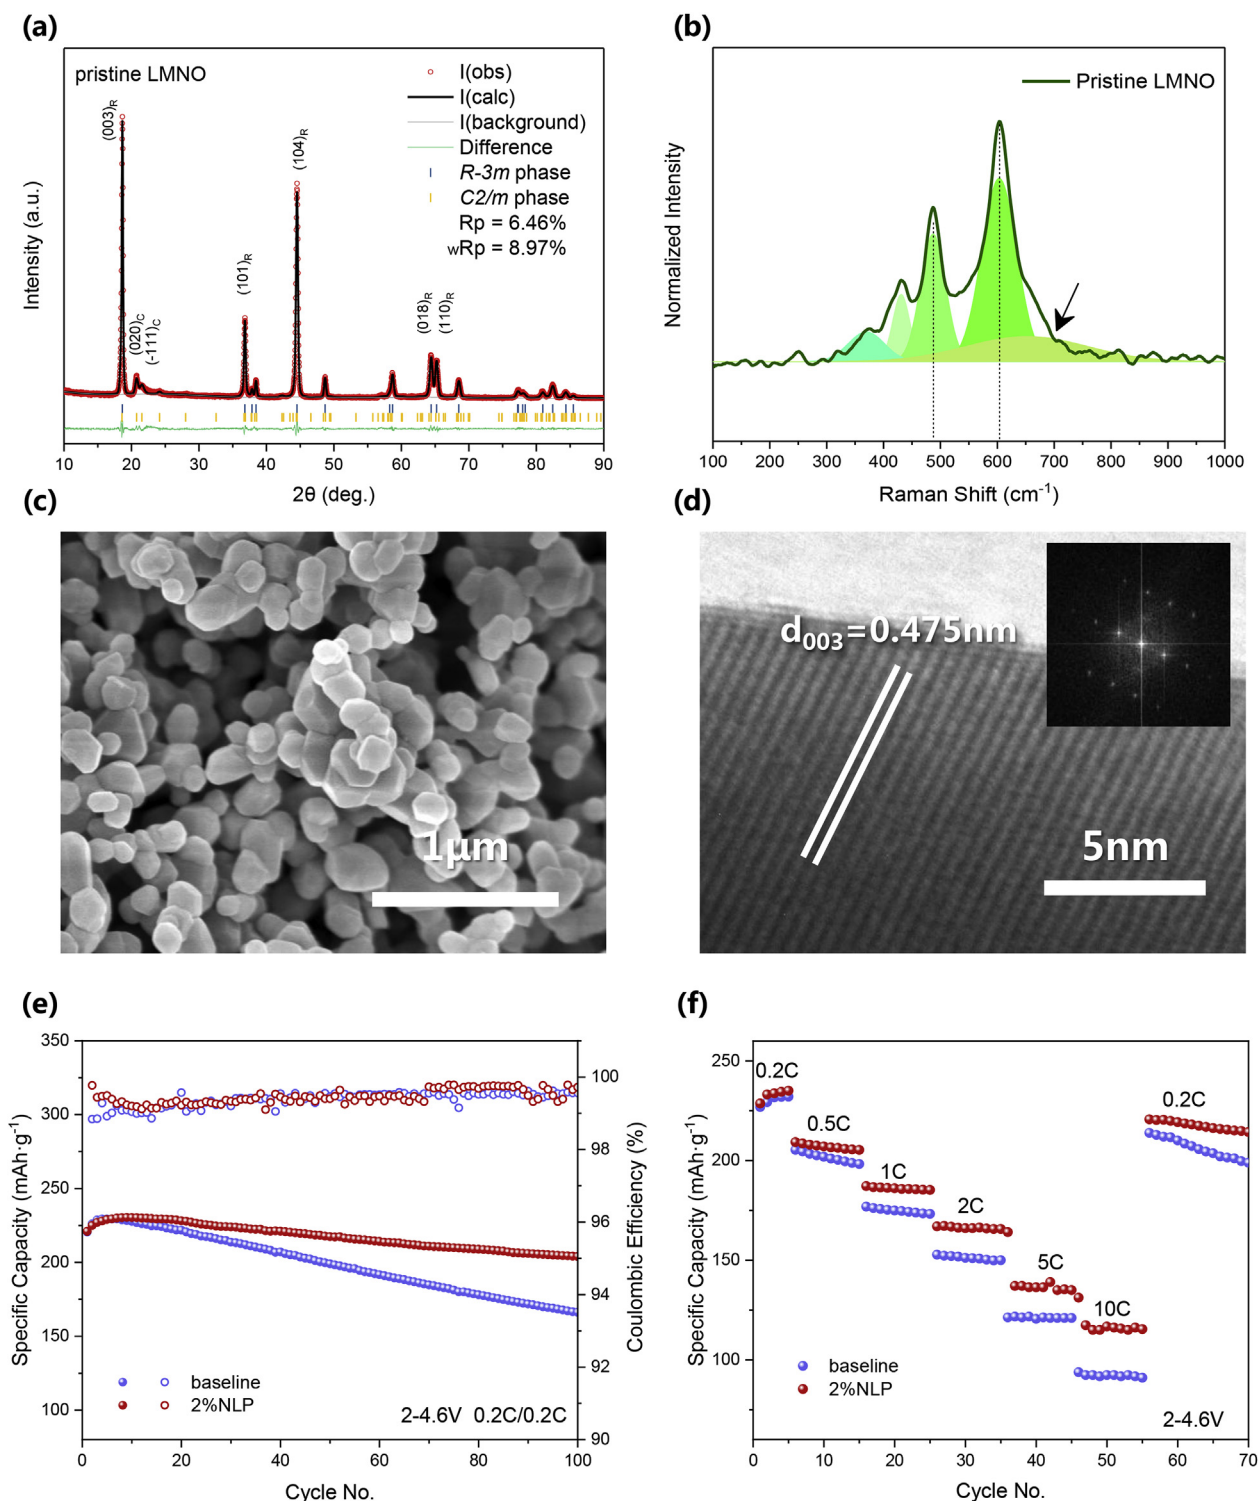 (a)
pristine LMNO
I(obs)
I(calc)
I(background)
Difference
R-3m phase
C2/m phase
Rp = 6.46%
wRp = 8.97%
(003)R
(020)C
(-111)C
(101)R
(104)R
(018)R
(110)R
Intensity (a.u.)
10 20 30 40 50 60 70 80 90
2θ (deg.)
(b)
Pristine LMNO
Normalized Intensity
100 200 300 400 500 600 700 800 900 1000
Raman Shift (cm-1)
(c)
1μm
(d)
d003=0.475nm
5nm
(e)
350
300
250
200
150
100
Specific Capacity (mAh·g-1)
100
98
96
94
92
90
Coulombic Efficiency (%)
baseline
2%NLP
2-4.6V 0.2C/0.2C
0 20 40 60 80 100
Cycle No.
(f)
250
200
150
100
Specific Capacity (mAh·g-1)
0.2C
0.5C
1C
2C
5C
10C
0.2C
baseline
2%NLP
2-4.6V
0 10 20 30 40 50 60 70
Cycle No.